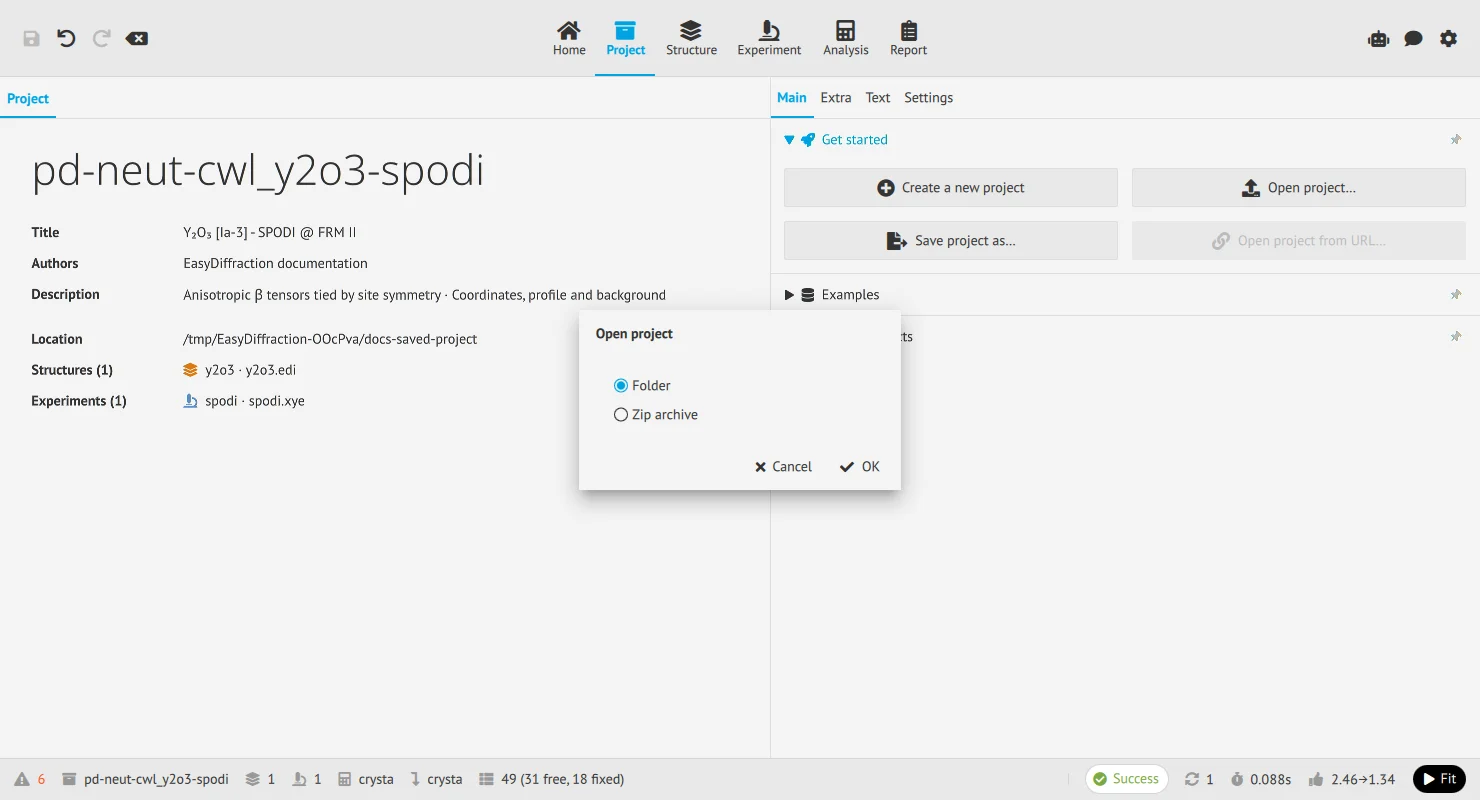 Home
Project
Structure
Experiment
Analysis
Report
Project
Main
Extra
Text
Settings
pd-neut-cwl_y2o3-spodi
Title
Y₂O₃ [Ia-3] - SPODI @ FRM II
Authors
EasyDiffraction documentation
Description
Anisotropic β tensors tied by site symmetry · Coordinates, profile and background
Location
/tmp/EasyDiffraction-OOcPva/docs-saved-project
Structures (1)
y2o3 · y2o3.edi
Experiments (1)
spodi · spodi.xye
Get started
Create a new project
Open project...
Save project as...
Open project from URL...
Examples
cts
Open project
Folder
Zip archive
Cancel
OK
6
pd-neut-cwl_y2o3-spodi
1
1
crysta
crysta
49 (31 free, 18 fixed)
Success
1
0.088s
2.46→1.34
Fit